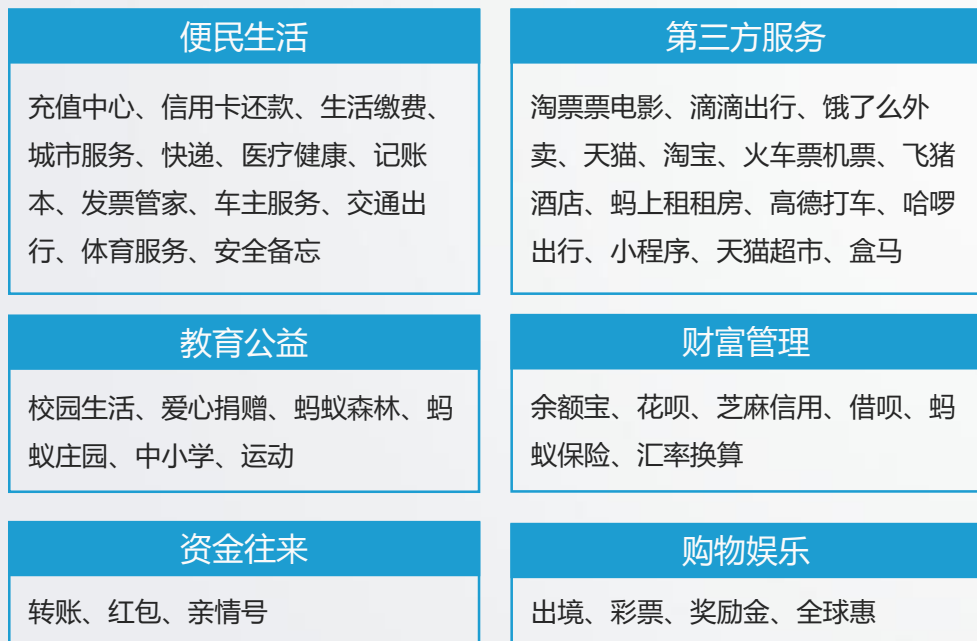 便民生活
充值中心、信用卡还款、生活缴费、
城市服务、快递、医疗健康、记账
本、发票管家、车主服务、交通出
行、体育服务、安全备忘
第三方服务
淘票票电影、滴滴出行、饿了么外
卖、天猫、淘宝、火车票机票、飞猪
酒店、蚂上租租房、高德打车、哈啰
出行、小程序、天猫超市、盒马
教育公益
校园生活、爱心捐赠、蚂蚁森林、蚂
蚁庄园、中小学、运动
财富管理
余额宝、花呗、芝麻信用、借呗、蚂
蚁保险、汇率换算
资金往来
转账、红包、亲情号
购物娱乐
出境、彩票、奖励金、全球惠